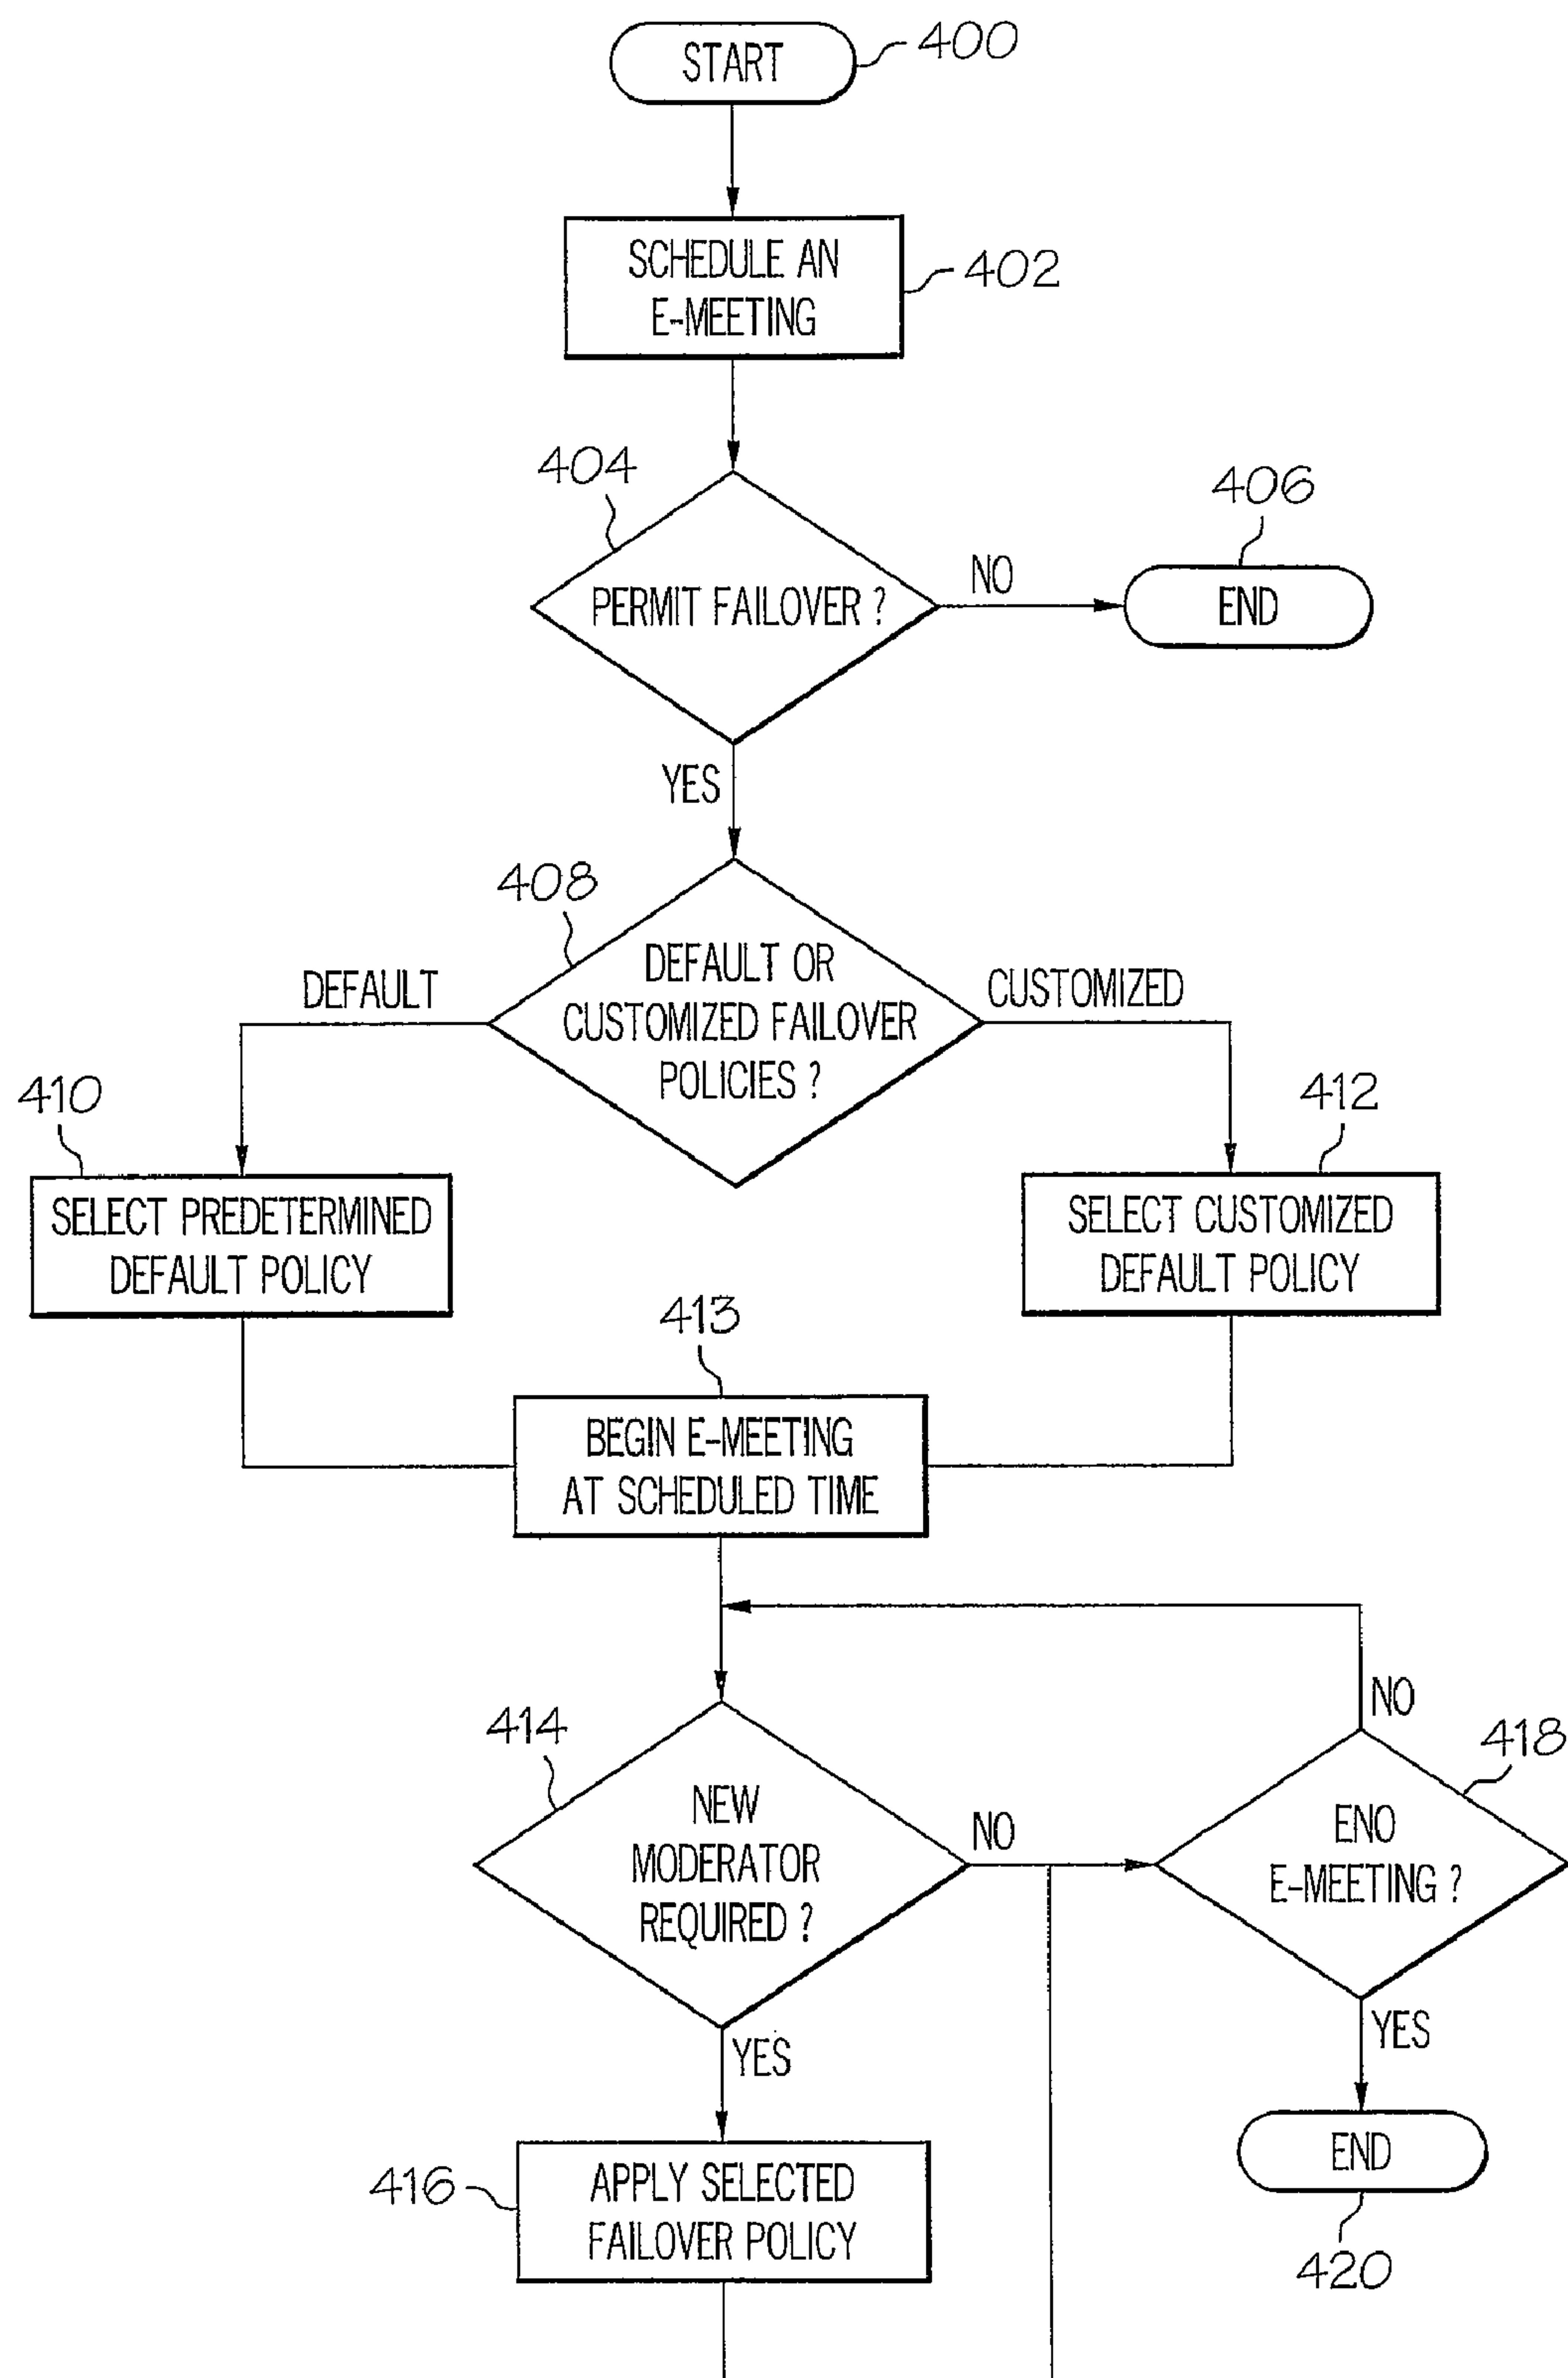 START
400
SCHEDULE AN
E-MEETING
402
404
PERMIT FAILOVER ?
NO
406
END
YES
408
DEFAULT OR
CUSTOMIZED FAILOVER
POLICIES ?
DEFAULT
CUSTOMIZED
410
SELECT PREDETERMINED
DEFAULT POLICY
412
SELECT CUSTOMIZED
DEFAULT POLICY
413
BEGIN E-MEETING
AT SCHEDULED TIME
414
NEW
MODERATOR
REQUIRED ?
NO
NO
418
ENO
E-MEETING ?
YES
YES
416
APPLY SELECTED
FAILOVER POLICY
END
420